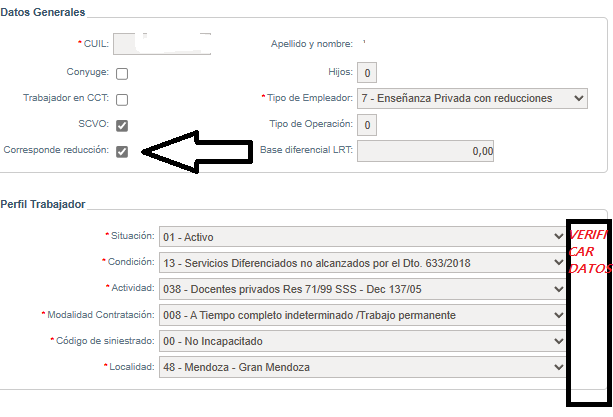 Datos Generales
* CUIL:
Apellido y nombre:
Conyuge:
Hijos: 0
Trabajador en CCT:
* Tipo de Empleador: 7 - Enseñanza Privada con reducciones
SCVO:
Tipo de Operación: 0
Corresponde reducción:
Base diferencial LRT: 0,00
Perfil Trabajador
* Situación: 01 - Activo
* Condición: 13 - Servicios Diferenciados no alcanzados por el Dto. 633/2018
* Actividad: 038 - Docentes privados Res 71/99 SSS - Dec 137/05
* Modalidad Contratación: 008 - A Tiempo completo indeterminado /Trabajo permanente
* Código de siniestrado: 00 - No Incapacitado
* Localidad: 48 - Mendoza - Gran Mendoza
VERIFI
CAR
DATOS